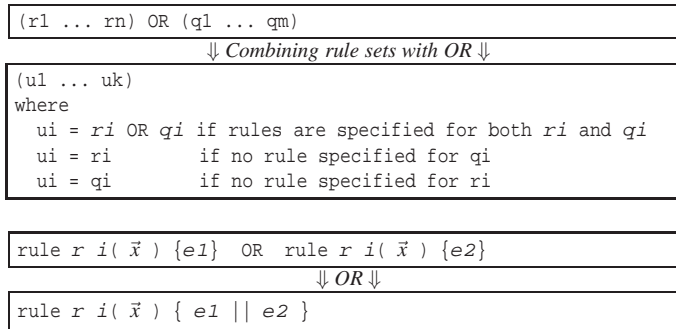 (r1 ... rn) OR (q1 ... qm)
⇓ Combining rule sets with OR ⇓
(u1 ... uk)
where
ui = ri OR qi if rules are specified for both ri and qi
ui = ri if no rule specified for qi
ui = qi if no rule specified for ri
rule r i( x⃗ ) {e1} OR rule r i( x⃗ ) {e2}
⇓ OR ⇓
rule r i( x⃗ ) { e1 || e2 }